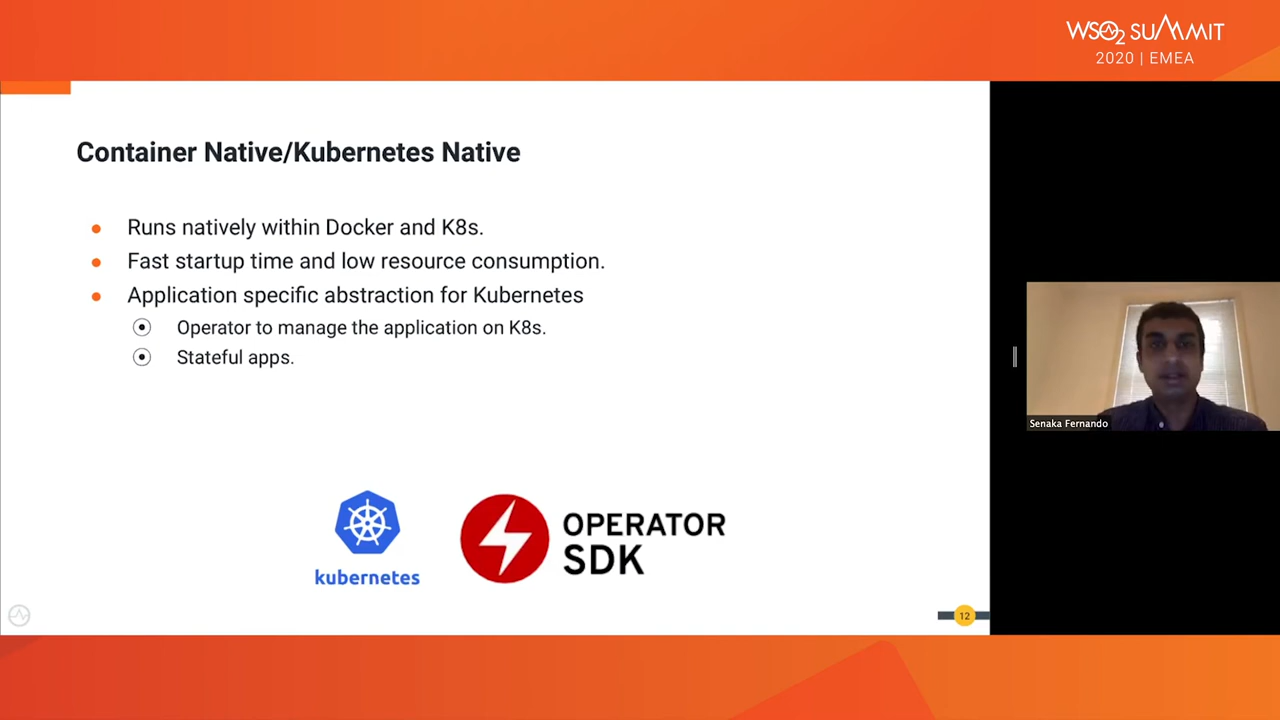 WSO2 SUMMIT
2020 | EMEA
Container Native/Kubernetes Native
Runs natively within Docker and K8s.
Fast startup time and low resource consumption.
Application specific abstraction for Kubernetes
Operator to manage the application on K8s.
Stateful apps.
Senaka Fernando
kubernetes
OPERATOR
SDK
12